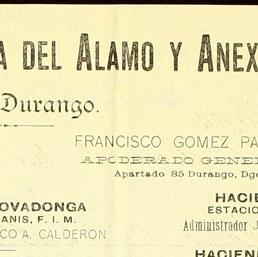 A DEL ALAMO Y ANEX
Durango.
FRANCISCO GOMEZ PA
APODERADO GENE
Apartado 85 Durango, Dg
OVADONGA
ANIS, F. I. M.
CO A. CALDERON
HACIE
ESTACIO
Administrador J
HACIEN